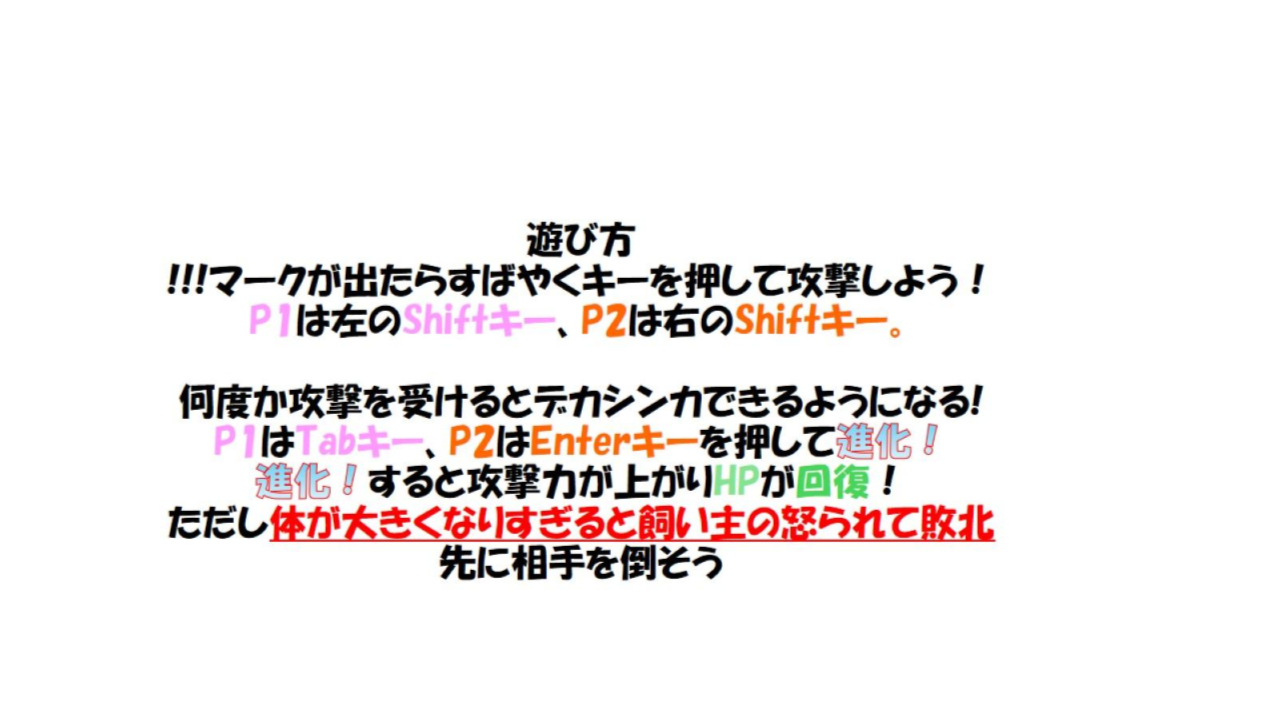 遊び方
!!!マークが出たらすばやくキーを押して攻撃しよう！
P1は左のShiftキー、P2は右のShiftキー。
何度か攻撃を受けるとデカシンカできるようになる!
P1はTabキー、P2はEnterキーを押して進化！
進化！すると攻撃力が上がりHPが回復！
ただし体が大きくなりすぎると飼い主の怒られて敗北
先に相手を倒そう